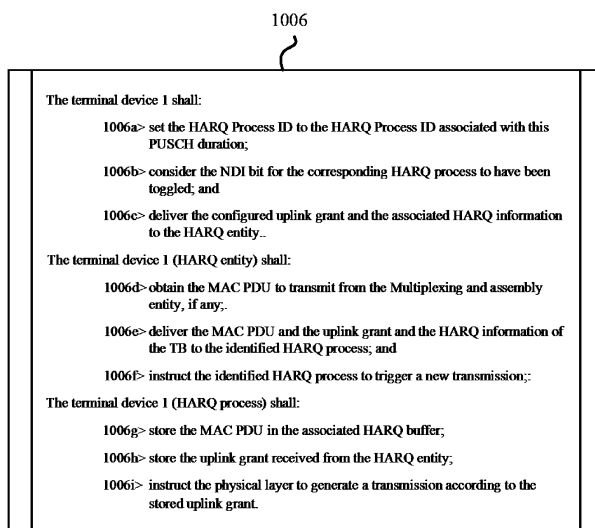 1006
The terminal device 1 shall:
1006a> set the HARQ Process ID to the HARQ Process ID associated with this
PUSCH duration;
1006b> consider the NDI bit for the corresponding HARQ process to have been
toggled; and
1006c> deliver the configured uplink grant and the associated HARQ information
to the HARQ entity..
The terminal device 1 (HARQ entity) shall:
1006d> obtain the MAC PDU to transmit from the Multiplexing and assembly
entity, if any;.
1006e> deliver the MAC PDU and the uplink grant and the HARQ information of
the TB to the identified HARQ process; and
1006f> instruct the identified HARQ process to trigger a new transmission;:
The terminal device 1 (HARQ process) shall:
1006g> store the MAC PDU in the associated HARQ buffer;
1006h> store the uplink grant received from the HARQ entity;
1006i> instruct the physical layer to generate a transmission according to the
stored uplink grant.